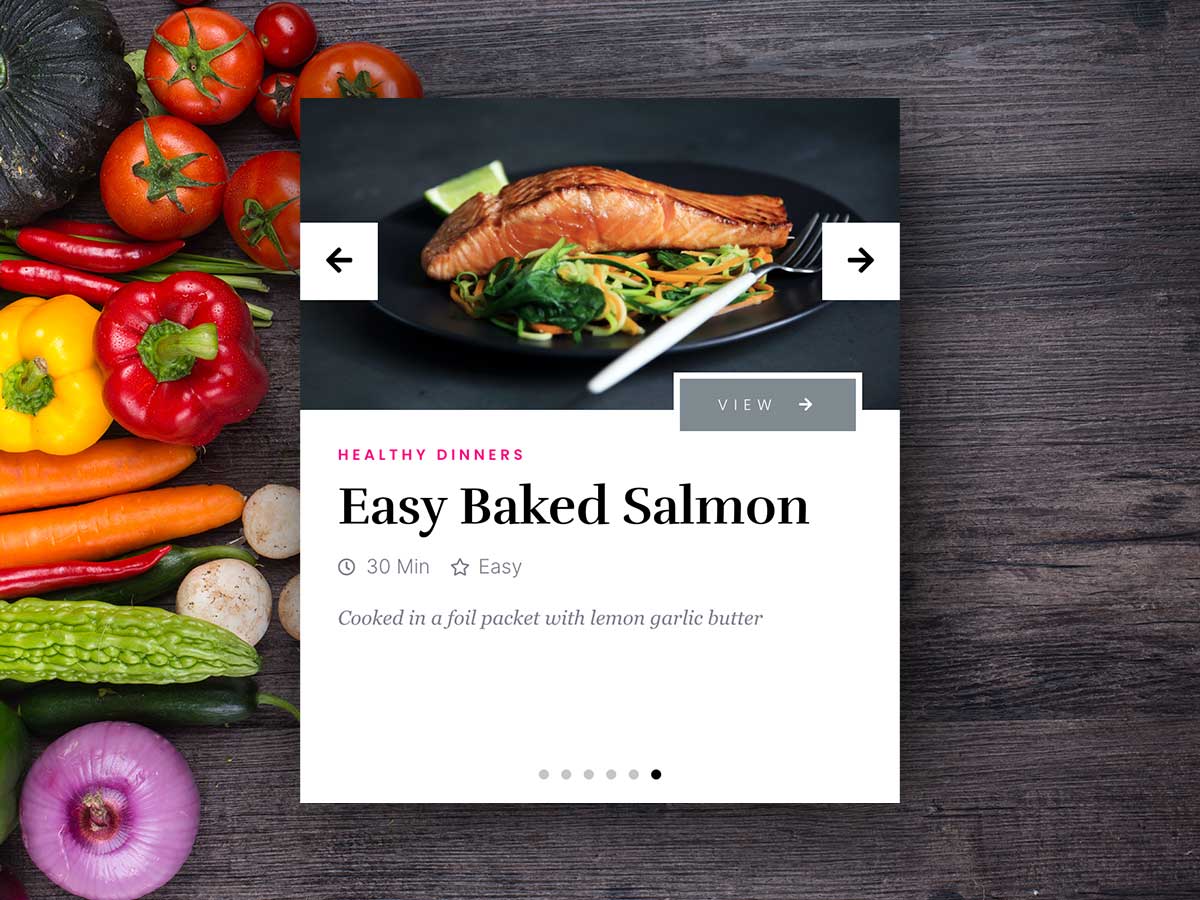 VIEW
HEALTHY DINNERS
Easy Baked Salmon
30 Min Easy
Cooked in a foil packet with lemon garlic butter